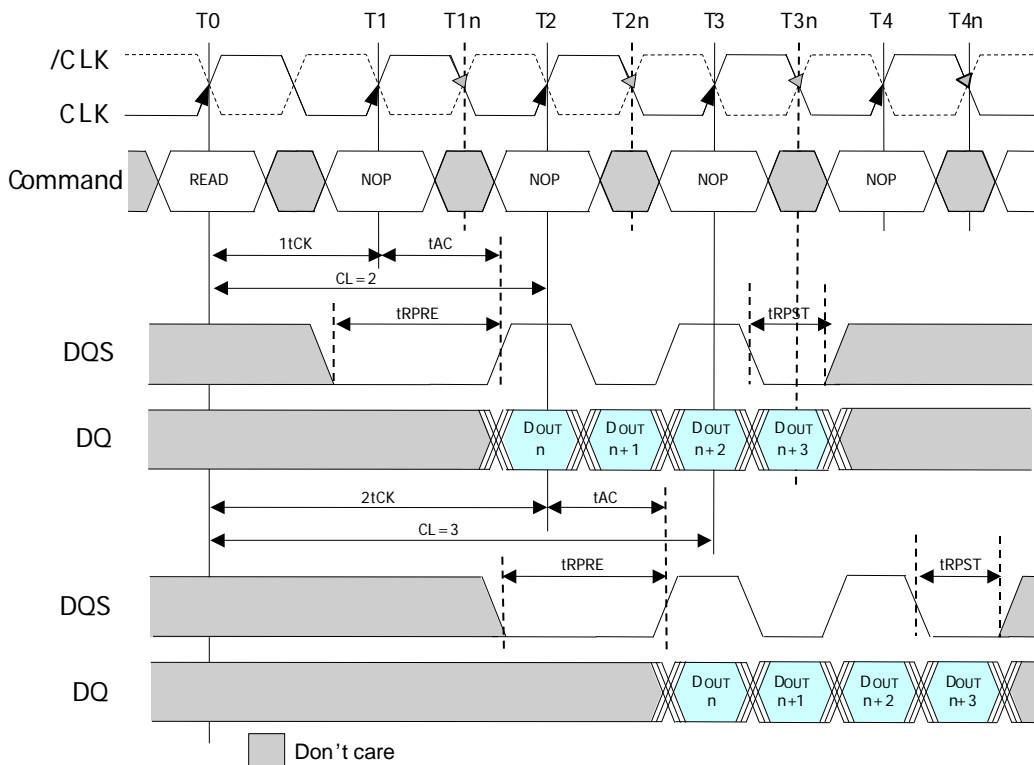 T0 T1 T1n T2 T2n T3 T3n T4 T4n
/CLK
CLK
Command READ NOP NOP NOP NOP
1tCK tAC
CL=2
tRPRE tRPST
DQS
DQ DOUT n DOUT n+1 DOUT n+2 DOUT n+3
2tCK tAC
CL=3
tRPRE tRPST
DQS
DQ DOUT n DOUT n+1 DOUT n+2 DOUT n+3
Don't care